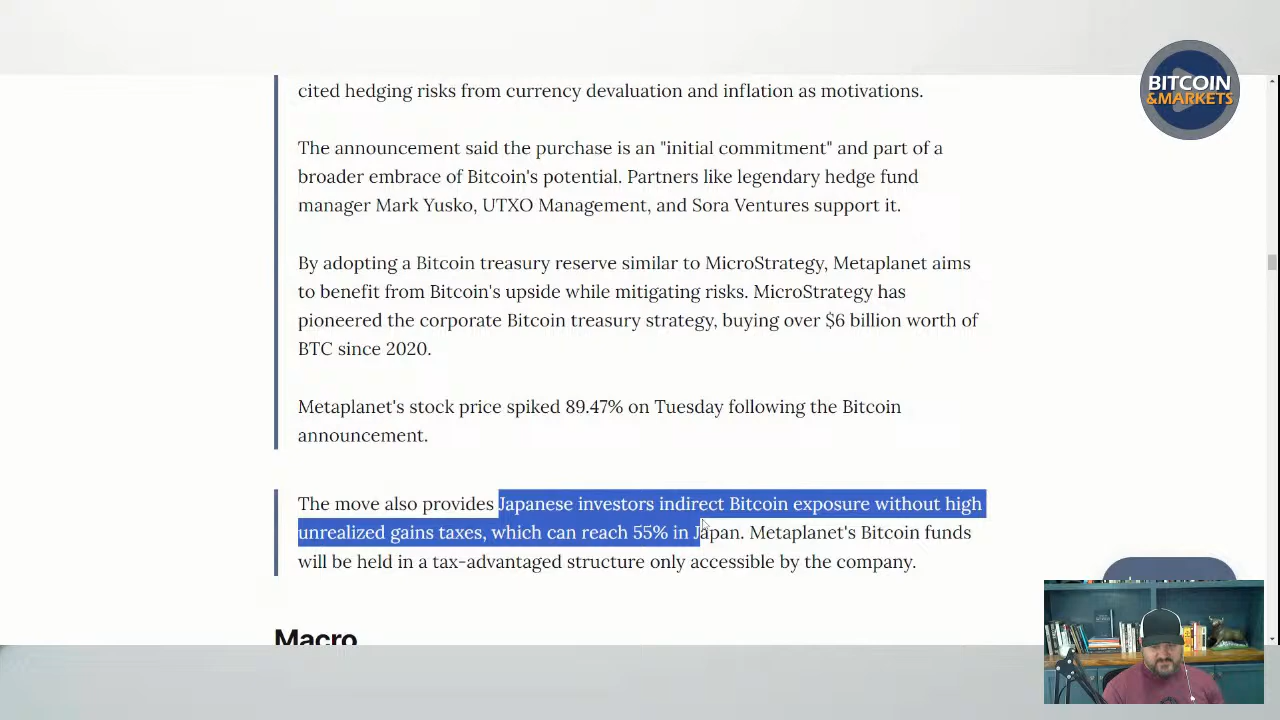 BITCOIN
&MARKETS
cited hedging risks from currency devaluation and inflation as motivations.
The announcement said the purchase is an "initial commitment" and part of a
broader embrace of Bitcoin's potential. Partners like legendary hedge fund
manager Mark Yusko, UTXO Management, and Sora Ventures support it.
By adopting a Bitcoin treasury reserve similar to MicroStrategy, Metaplanet aims
to benefit from Bitcoin's upside while mitigating risks. MicroStrategy has
pioneered the corporate Bitcoin treasury strategy, buying over $6 billion worth of
BTC since 2020.
Metaplanet's stock price spiked 89.47% on Tuesday following the Bitcoin
announcement.
The move also provides Japanese investors indirect Bitcoin exposure without high
unrealized gains taxes, which can reach 55% in Japan. Metaplanet's Bitcoin funds
will be held in a tax-advantaged structure only accessible by the company.
Macro